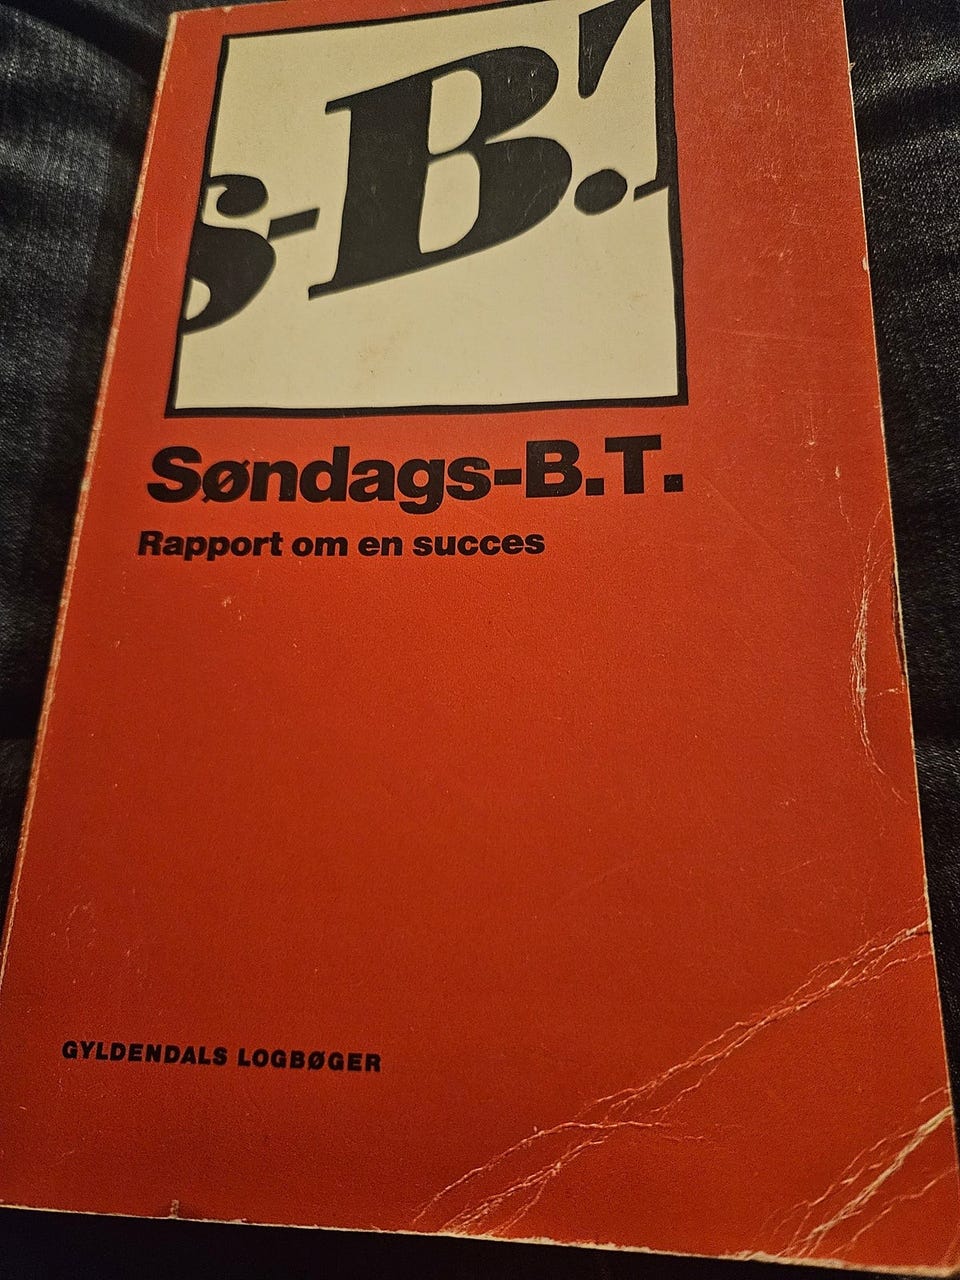 s-B.T
Søndags-B.T.
Rapport om en succes
GYLDENDALS LOGBØGER